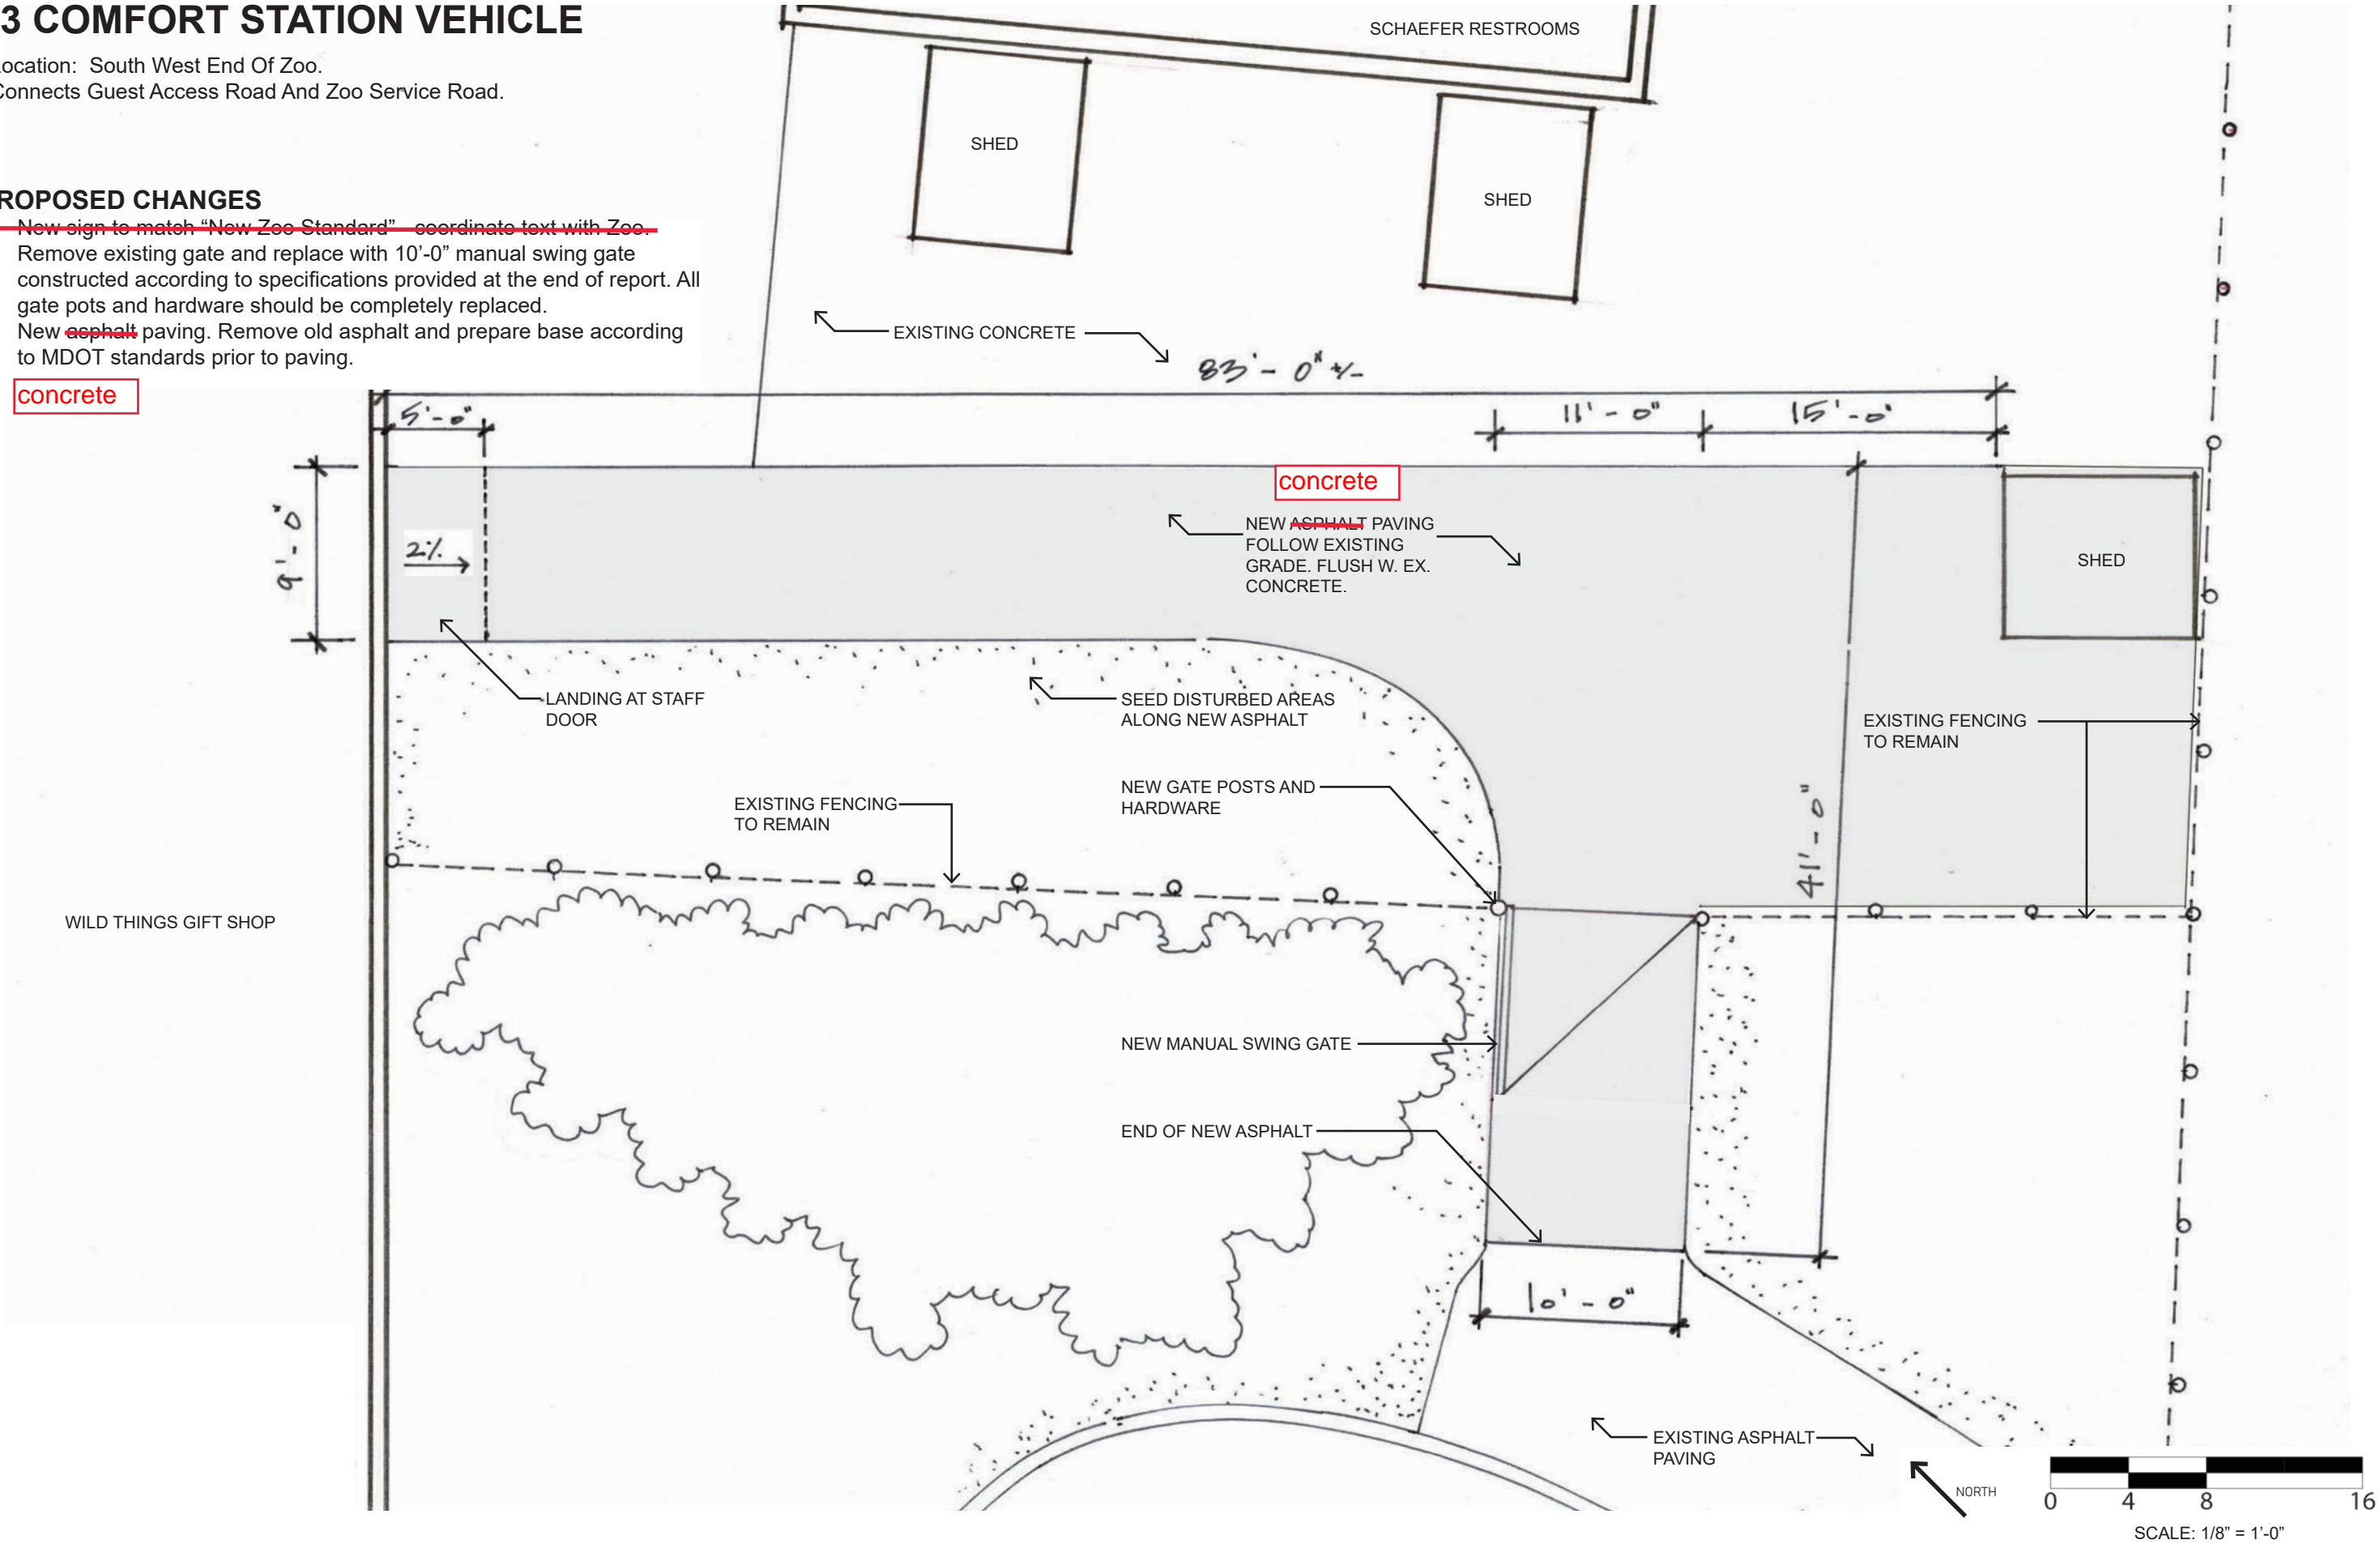 3 COMFORT STATION VEHICLE
ocation: South West End Of Zoo.
Connects Guest Access Road And Zoo Service Road.
ROPOSED CHANGES
New sign to match “New Zoo Standard” coordinate text with Zoo.
Remove existing gate and replace with 10’-0” manual swing gate
constructed according to specifications provided at the end of report. All
gate pots and hardware should be completely replaced.
New asphalt paving. Remove old asphalt and prepare base according
to MDOT standards prior to paving.
concrete
SCHAEFER RESTROOMS
SHED
SHED
EXISTING CONCRETE
83'-0" +/-
5'-0"
11'-0"
15'-0"
9'-0"
2%
concrete
NEW ASPHALT PAVING
FOLLOW EXISTING
GRADE. FLUSH W. EX.
CONCRETE.
SHED
LANDING AT STAFF
DOOR
SEED DISTURBED AREAS
ALONG NEW ASPHALT
EXISTING FENCING
TO REMAIN
NEW GATE POSTS AND
HARDWARE
EXISTING FENCING
TO REMAIN
41'-0"
WILD THINGS GIFT SHOP
NEW MANUAL SWING GATE
END OF NEW ASPHALT
10'-0"
EXISTING ASPHALT
PAVING
NORTH
0 4 8 16
SCALE: 1/8” = 1’-0”